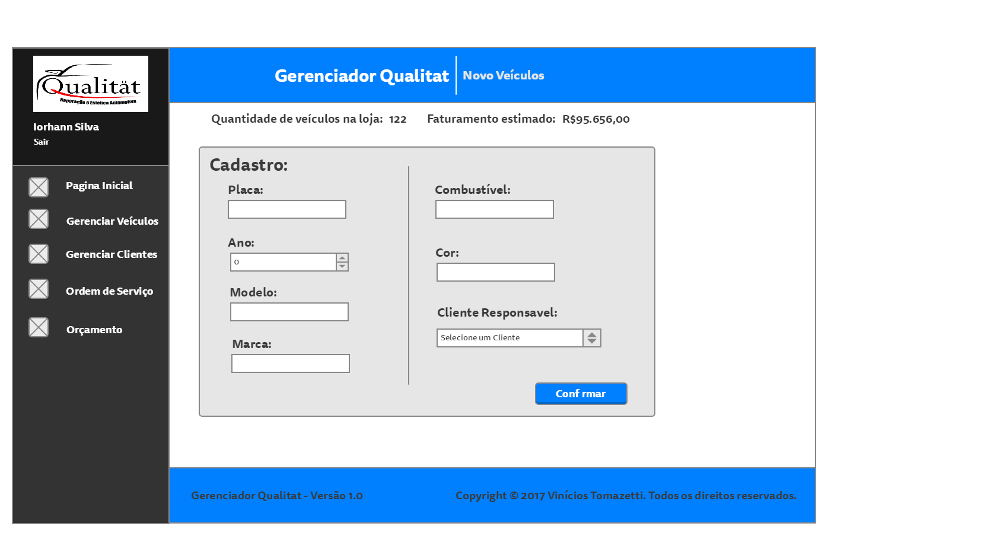 Qualität
Reparação e Estética Automotiva
Iorhann Silva
Sair
Pagina Inicial
Gerenciar Veículos
Gerenciar Clientes
Ordem de Serviço
Orçamento
Gerenciador Qualitat
Novo Veículos
Quantidade de veículos na loja: 122
Faturamento estimado: R$95.656,00
Cadastro:
Placa:
Ano:
0
Modelo:
Marca:
Combustível:
Cor:
Cliente Responsavel:
Selecione um Cliente
Confirmar
Gerenciador Qualitat - Versão 1.0
Copyright © 2017 Vinícios Tomazetti. Todos os direitos reservados.